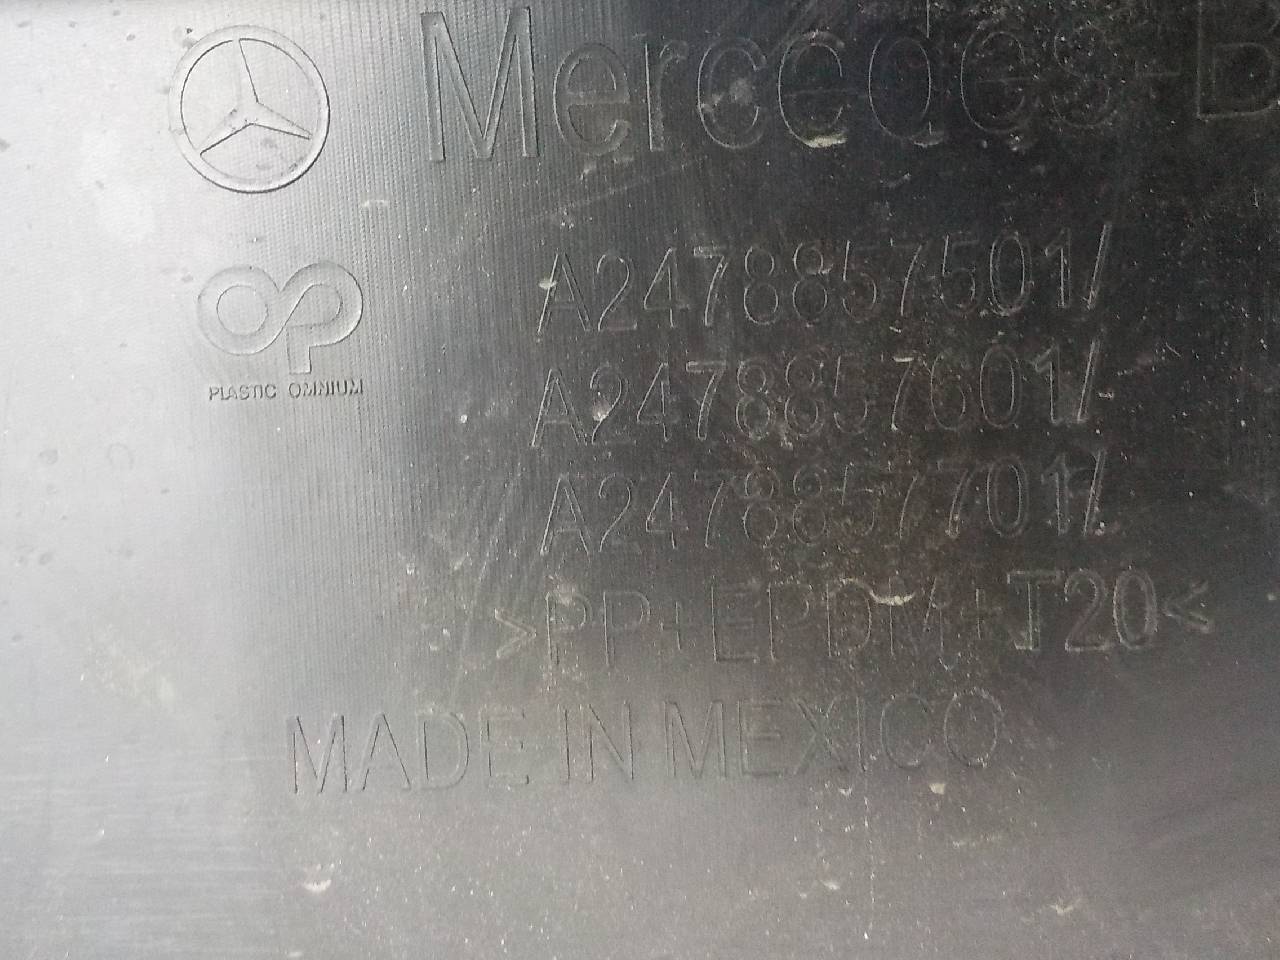 Mercedes-B
A2478857501/
A2478857601/
PLASTIC OMNIUM
A2478857701/
>PP+EPDM+T20<
MADE IN MEXICO